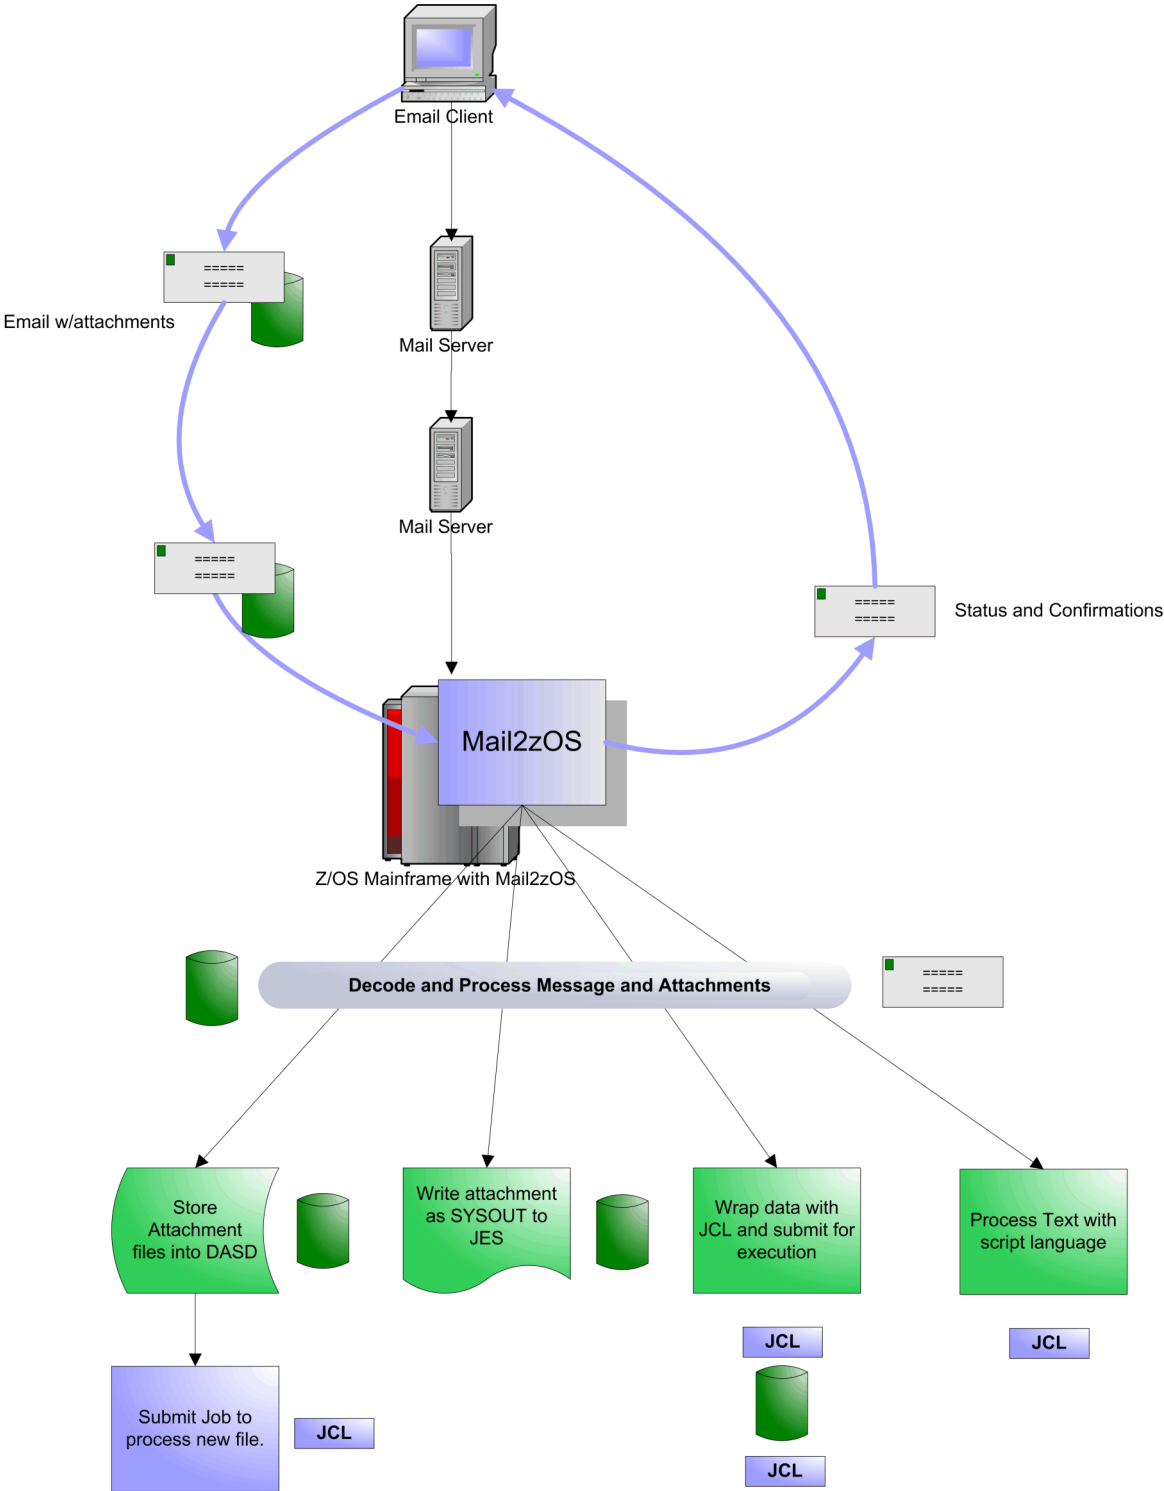 Email Client
=====
=====
Email w/attachments
Mail Server
Mail Server
=====
=====
=====
=====
Status and Confirmations
Mail2zOS
Z/OS Mainframe with Mail2zOS
Decode and Process Message and Attachments
=====
=====
Store
Attachment
files into DASD
Write attachment
as SYSOUT to
JES
Wrap data with
JCL and submit for
execution
Process Text with
script language
JCL
JCL
Submit Job to
process new file.
JCL
JCL